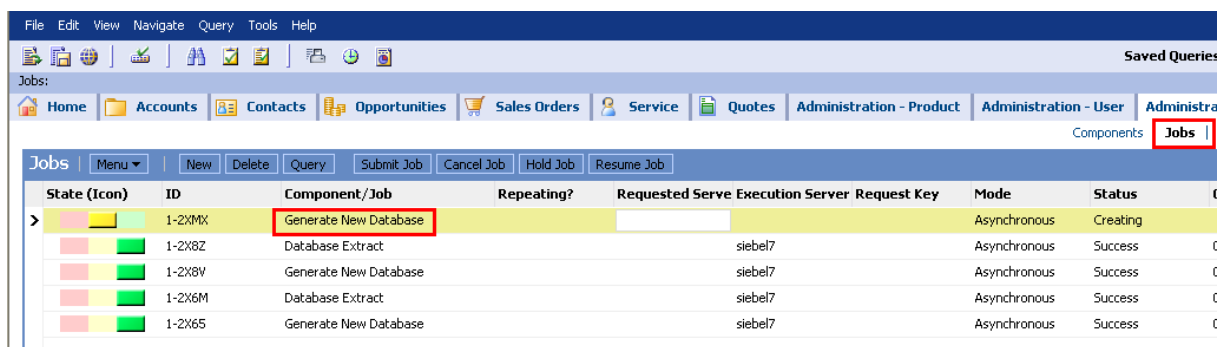 File Edit View Navigate Query Tools Help
Saved Queries
Jobs:
Home Accounts Contacts Opportunities Sales Orders Service Quotes Administration - Product Administration - User Administra
Components Jobs
Jobs Menu New Delete Query Submit Job Cancel Job Hold Job Resume Job
State (Icon) ID Component/Job Repeating? Requested Serve Execution Server Request Key Mode Status
1-2XMX Generate New Database Asynchronous Creating
1-2X8Z Database Extract siebel7 Asynchronous Success
1-2X8V Generate New Database siebel7 Asynchronous Success
1-2X6M Database Extract siebel7 Asynchronous Success
1-2X65 Generate New Database siebel7 Asynchronous Success